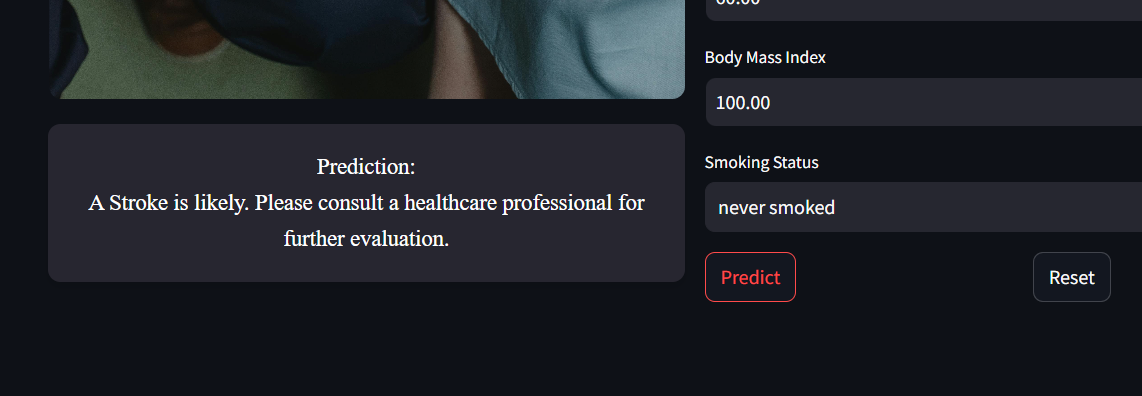 Body Mass Index
100.00
Prediction:
A Stroke is likely. Please consult a healthcare professional for
further evaluation.
Smoking Status
never smoked
Predict
Reset